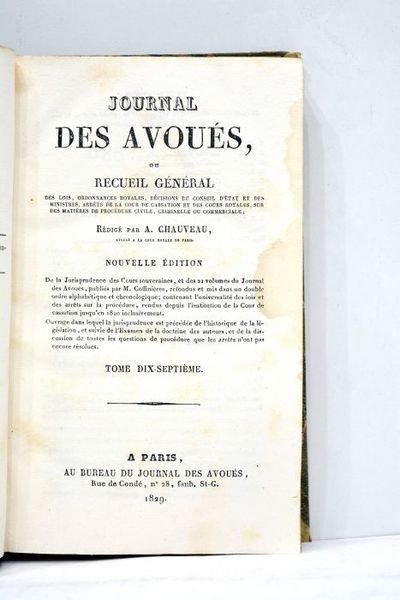 JOURNAL
DES AVOUÉS,
OU
RECUEIL GÉNÉRAL
DES LOIS, ORDONNANCES ROYALES, DÉCISIONS DU CONSEIL D'ÉTAT ET DES
MINISTRES, ARRÊTS DE LA COUR DE CASSATION ET DES COURS ROYALES, SUR
DES MATIÈRES DE PROCÉDURE CIVILE, CRIMINELLE OU COMMERCIALE;
RÉDIGÉ PAR A. CHAUVEAU,
AVOCAT A LA COUR ROYALE DE PARIS.
NOUVELLE ÉDITION
De la Jurisprudence des Cours souveraines, et des 22 volumes du Journal
des Avoués, publiés par M. Coffinières, refondus et mis dans un double
ordre alphabétique et chronologique; contenant l'universalité des lois et
des arrêts sur la procédure, rendus depuis l'institution de la Cour de
cassation jusqu'en 1820 inclusivement.
Ouvrage dans lequel la jurisprudence est précédée de l'historique de la lé-
gislation, et suivie de l'Examen de la doctrine des auteurs, et de la dis-
cussion de toutes les questions de procédure que les arrêts n'ont pas
encore résolues.
TOME DIX-SEPTIÈME.
A PARIS,
AU BUREAU DU JOURNAL DES AVOUÉS,
Rue de Condé, n° 28, faub. St-G.
1829.